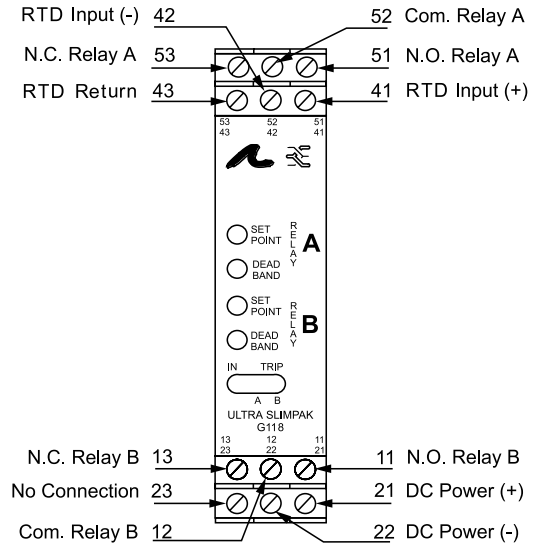 RTD Input (-) 42
52 Com. Relay A
N.C. Relay A 53
51 N.O. Relay A
RTD Return 43
41 RTD Input (+)
53 52 51
43 42 41
SET POINT
DEAD BAND
RELAY
A
SET POINT
DEAD BAND
RELAY
B
IN TRIP
A B
ULTRA SLIMPAK
G118
13 12 11
23 22 21
N.C. Relay B 13
11 N.O. Relay B
No Connection 23
21 DC Power (+)
Com. Relay B 12
22 DC Power (-)